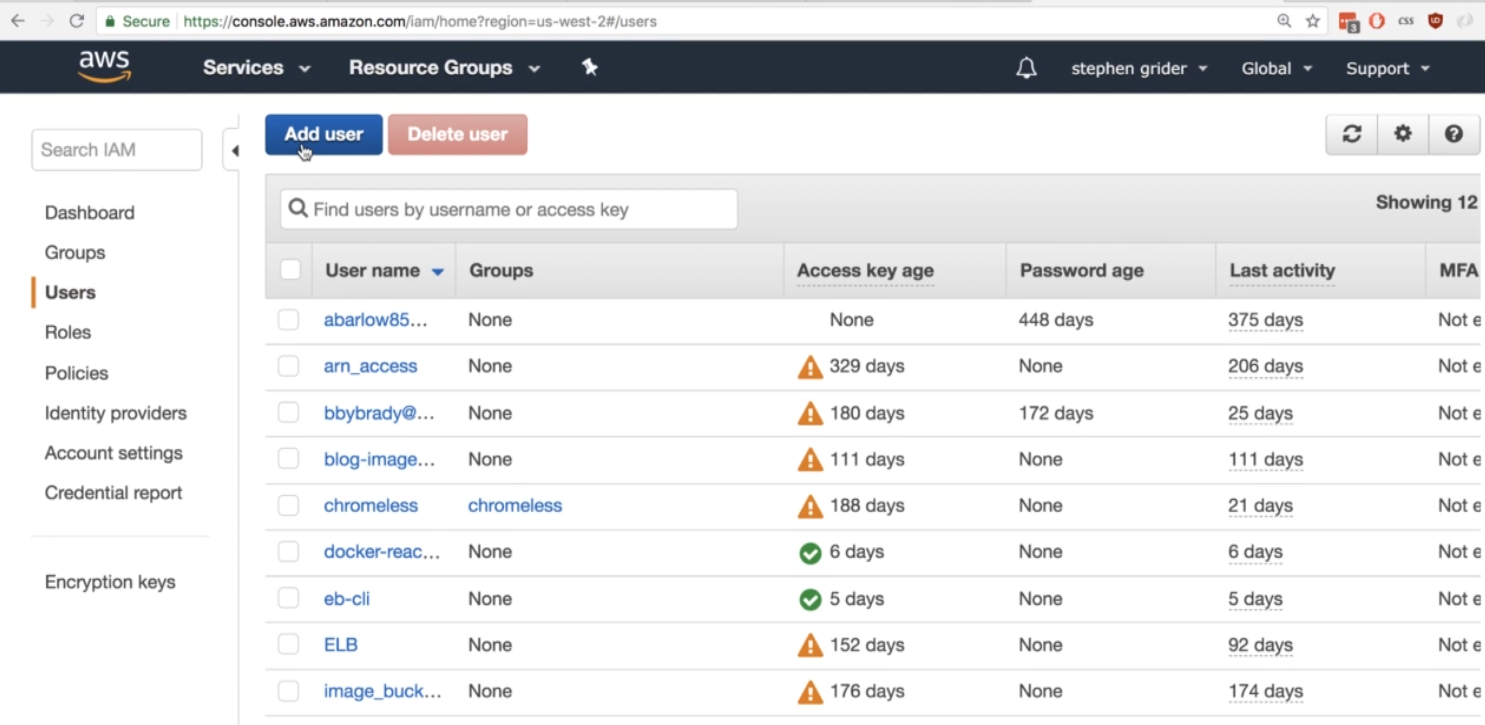 Secure https://console.aws.amazon.com/iam/home?region=us-west-2#/users 3 CSS
aws Services Resource Groups stephen grider Global Support
Search IAM
Add user Delete user
Find users by username or access key
Showing 12
Dashboard
Groups
Users
Roles
Policies
Identity providers
Account settings
Credential report
Encryption keys
User name Groups Access key age Password age Last activity MFA
abarlow85... None None 448 days 375 days Not e
arn_access None 329 days None 206 days Not e
bbybrady@... None 180 days 172 days 25 days Not e
blog-image... None 111 days None 111 days Not e
chromeless chromeless 188 days None 21 days Not e
docker-reac... None 6 days None 6 days Not e
eb-cli None 5 days None 5 days Not e
ELB None 152 days None 92 days Not e
image_buck... None 176 days None 174 days Not e